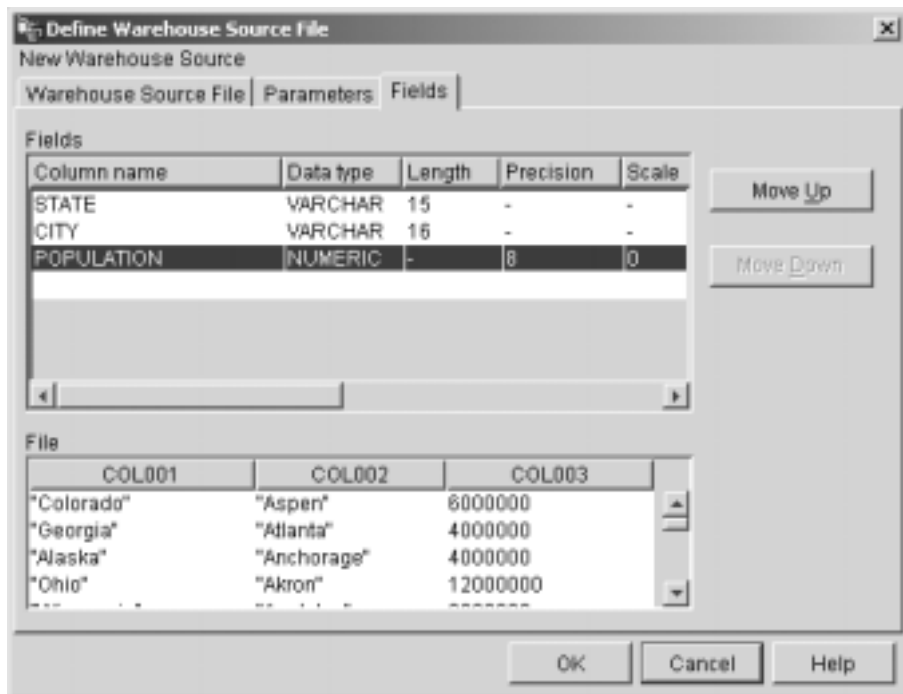 Define Warehouse Source File
New Warehouse Source
Warehouse Source File Parameters Fields
Fields
Column name Data type Length Precision Scale
STATE VARCHAR 15 - -
CITY VARCHAR 16 - -
POPULATION NUMERIC - 8 0
Move Up
Move Down
File
COL001 COL002 COL003
"Colorado" "Aspen" 6000000
"Georgia" "Atlanta" 4000000
"Alaska" "Anchorage" 4000000
"Ohio" "Akron" 12000000
OK Cancel Help